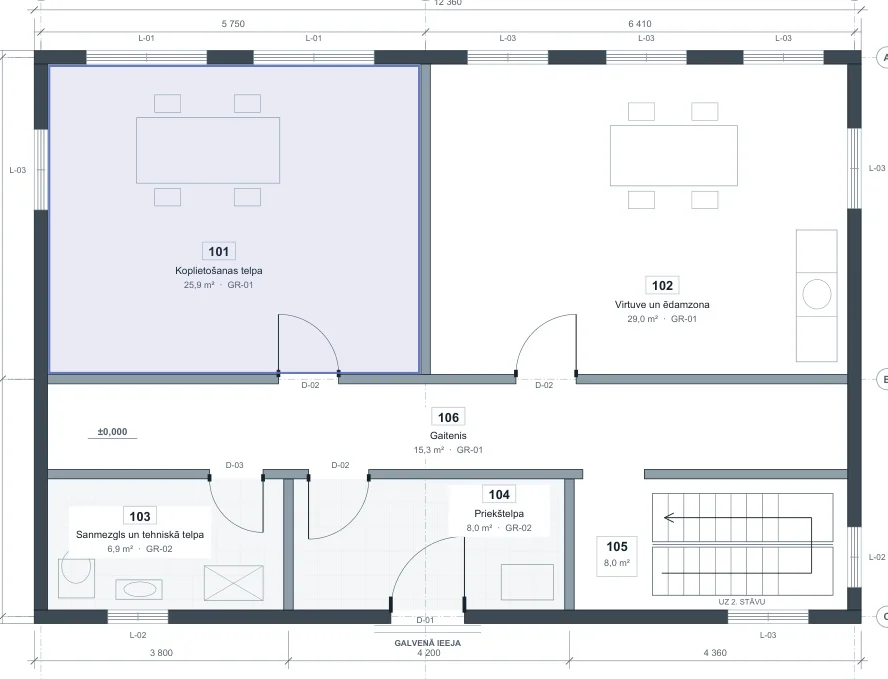 12 360
5 750
6 410
L-01
L-01
L-03
L-03
L-03
A
L-03
L-03
101
Koplietošanas telpa
25,9 m² · GR-01
102
Virtuve un ēdamzona
29,0 m² · GR-01
D-02
D-02
B
106
Gaitenis
15,3 m² · GR-01
±0,000
D-03
D-02
103
Sanmezgls un tehniskā telpa
6,9 m² · GR-02
104
Priekštelpa
8,0 m² · GR-02
105
8,0 m²
L-02
UZ 2. STĀVU
D-01
C
L-02
GALVENĀ IEEJA
L-03
3 800
4 200
4 360